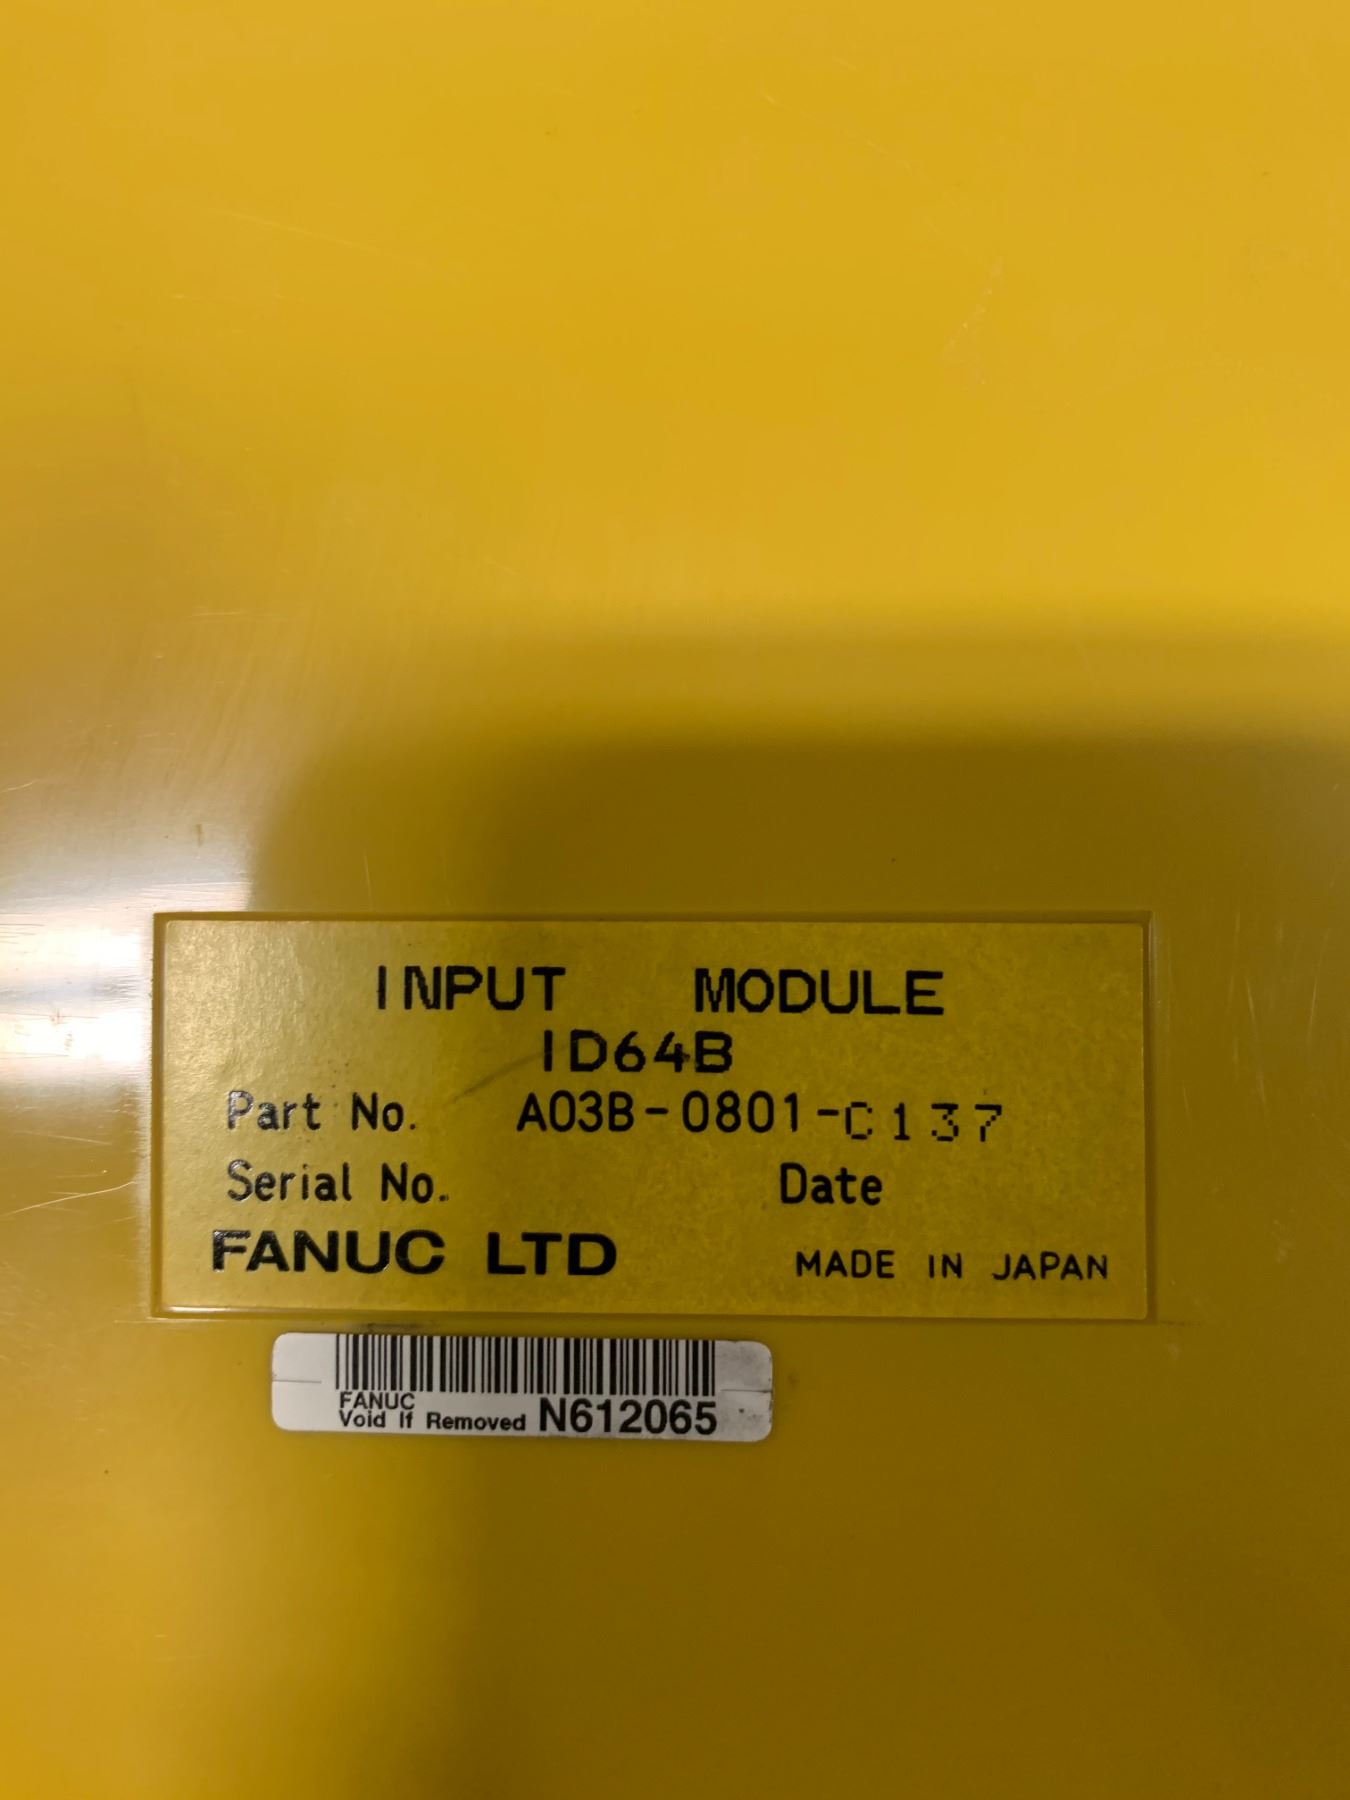 INPUT MODULE
ID64B
Part No. A03B-0801-C137
Serial No. Date
FANUC LTD MADE IN JAPAN
FANUC
Void If Removed N612065